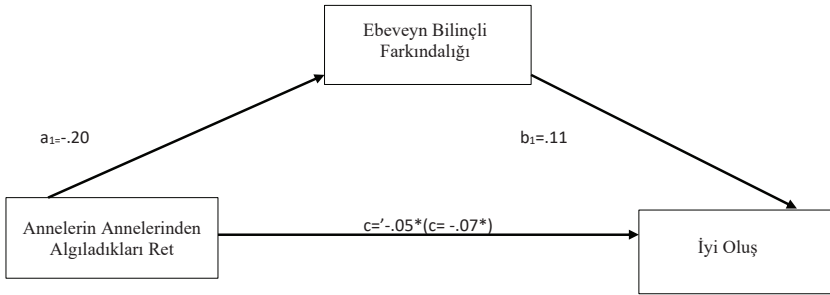 Ebeveyn Bilinçli
Farkındalığı
a1=-.20
b1=.11
Annelerin Annelerinden
Algıladıkları Ret
c='-.05*(c= -.07*)
İyi Oluş